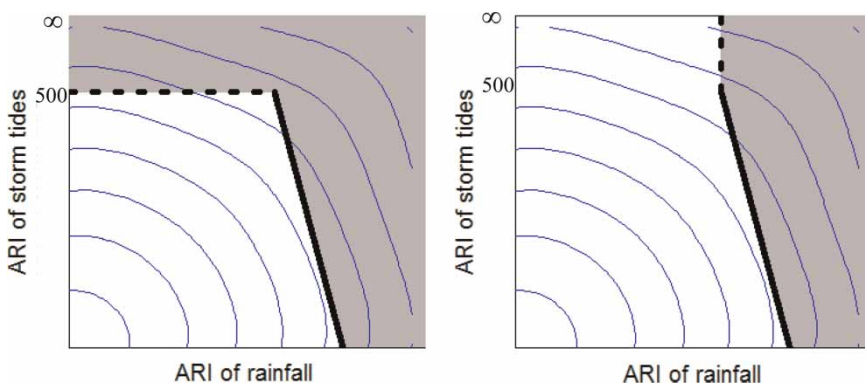 ∞
500
ARI of storm tides
ARI of rainfall
∞
500
ARI of storm tides
ARI of rainfall